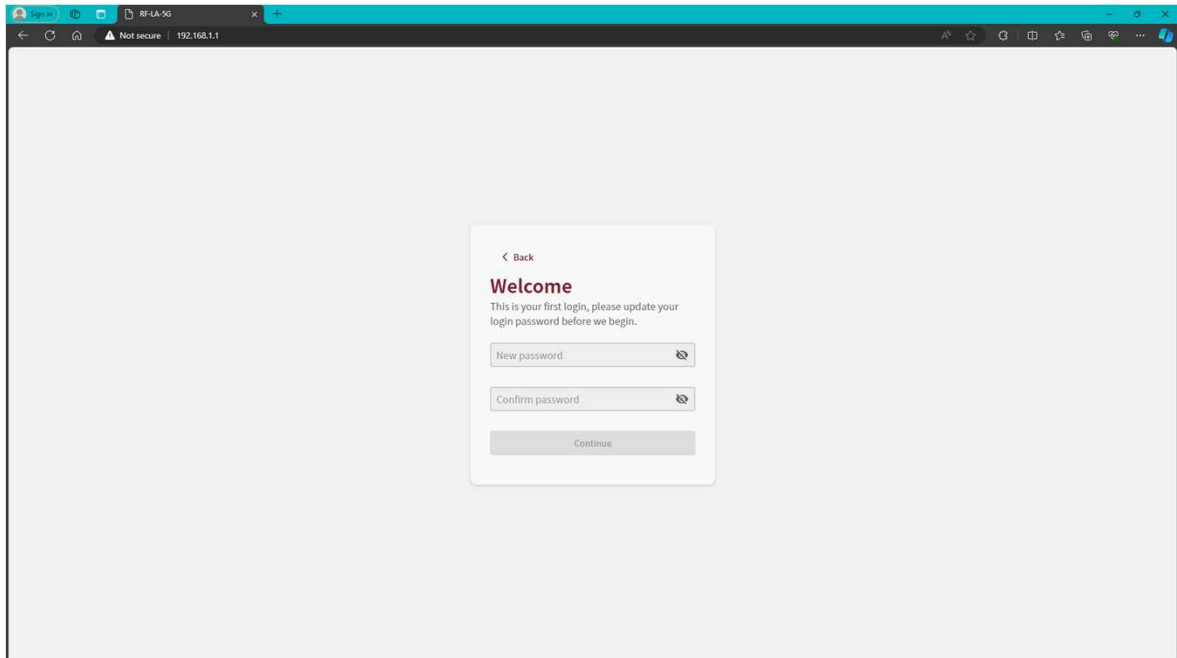 Sign in
RF-LA-5G
Not secure | 192.168.1.1
Back
Welcome
This is your first login, please update your
login password before we begin.
New password
Confirm password
Continue